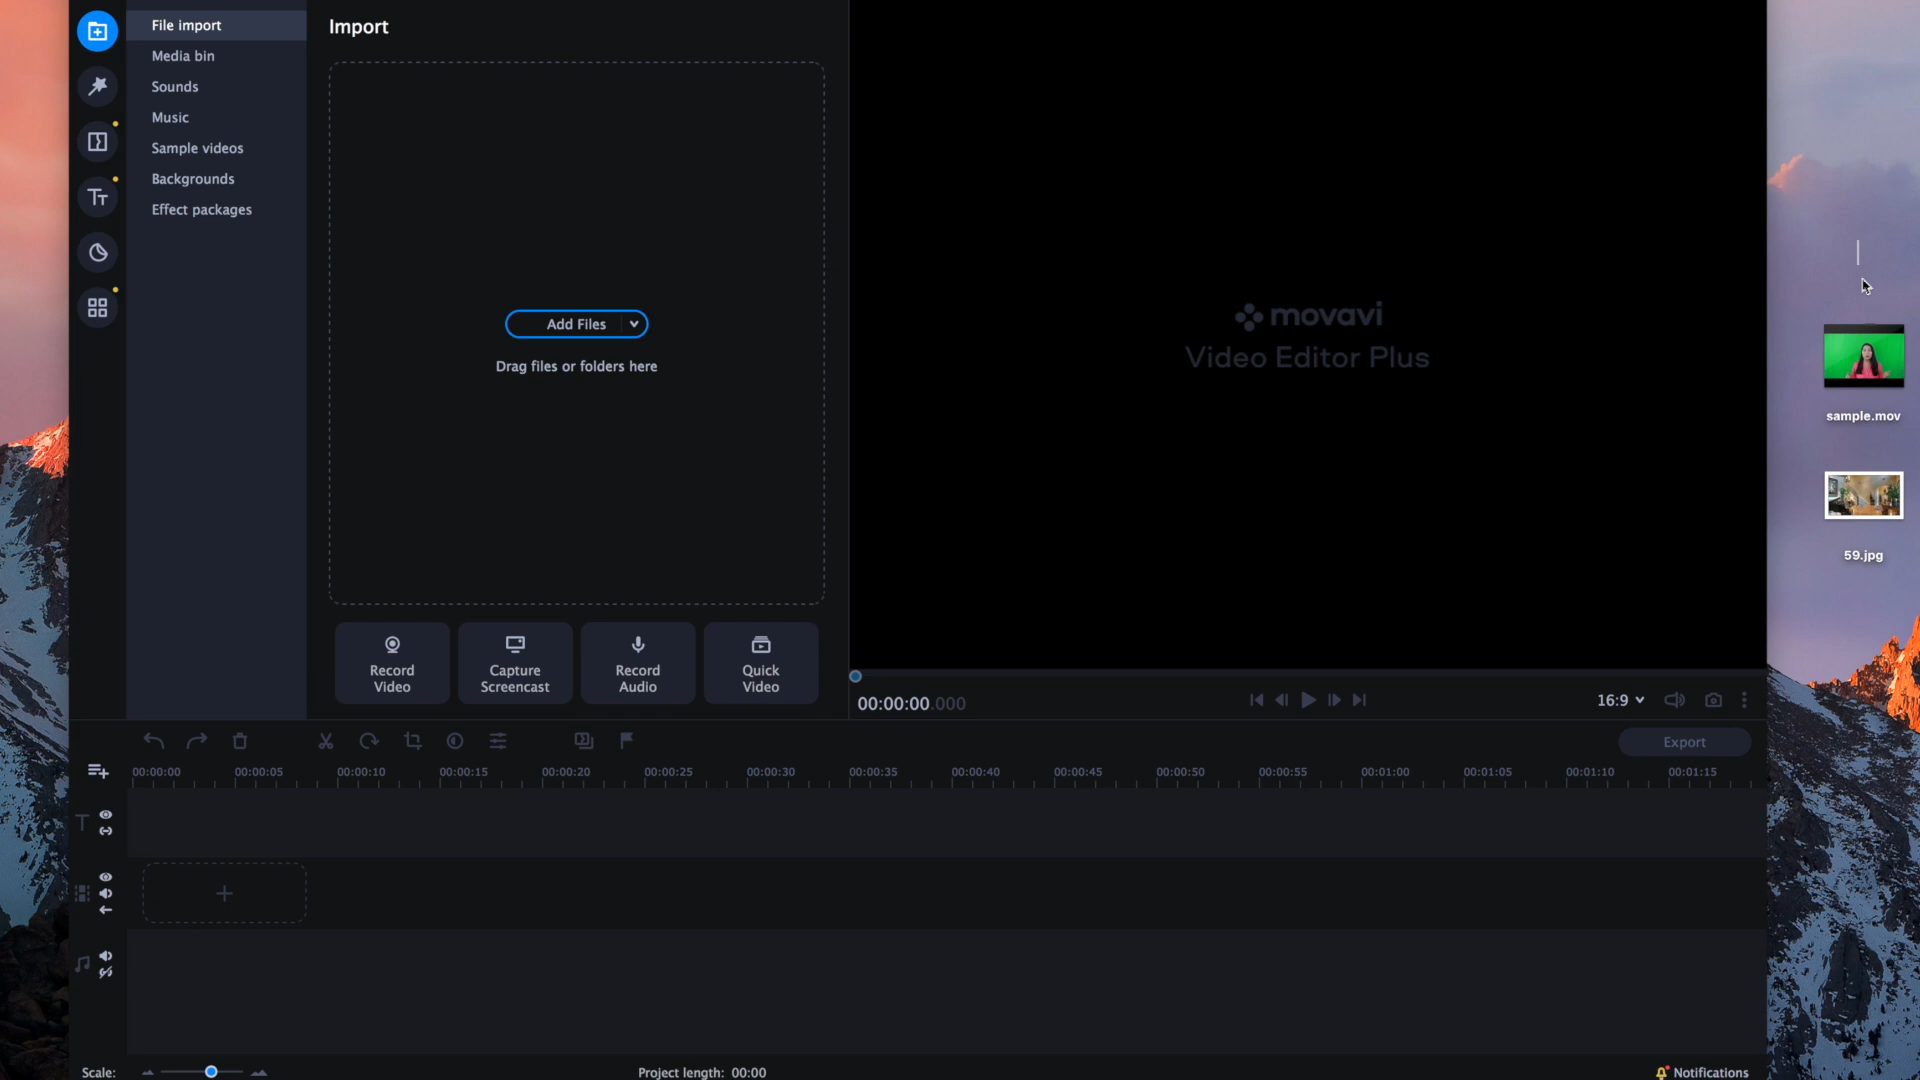 File import
Media bin
Sounds
Music
Sample videos
Backgrounds
Effect packages
Import
Add Files
Drag files or folders here
Record
Video
Capture
Screencast
Record
Audio
Quick
Video
movavi
Video Editor Plus
00:00:00.000
16:9
sample.mov
59.jpg
Export
00:00:00 00:00:05 00:00:10 00:00:15 00:00:20 00:00:25 00:00:30 00:00:35 00:00:40 00:00:45 00:00:50 00:00:55 00:01:00 00:01:05 00:01:10 00:01:15
Scale:
Project length: 00:00
Notifications